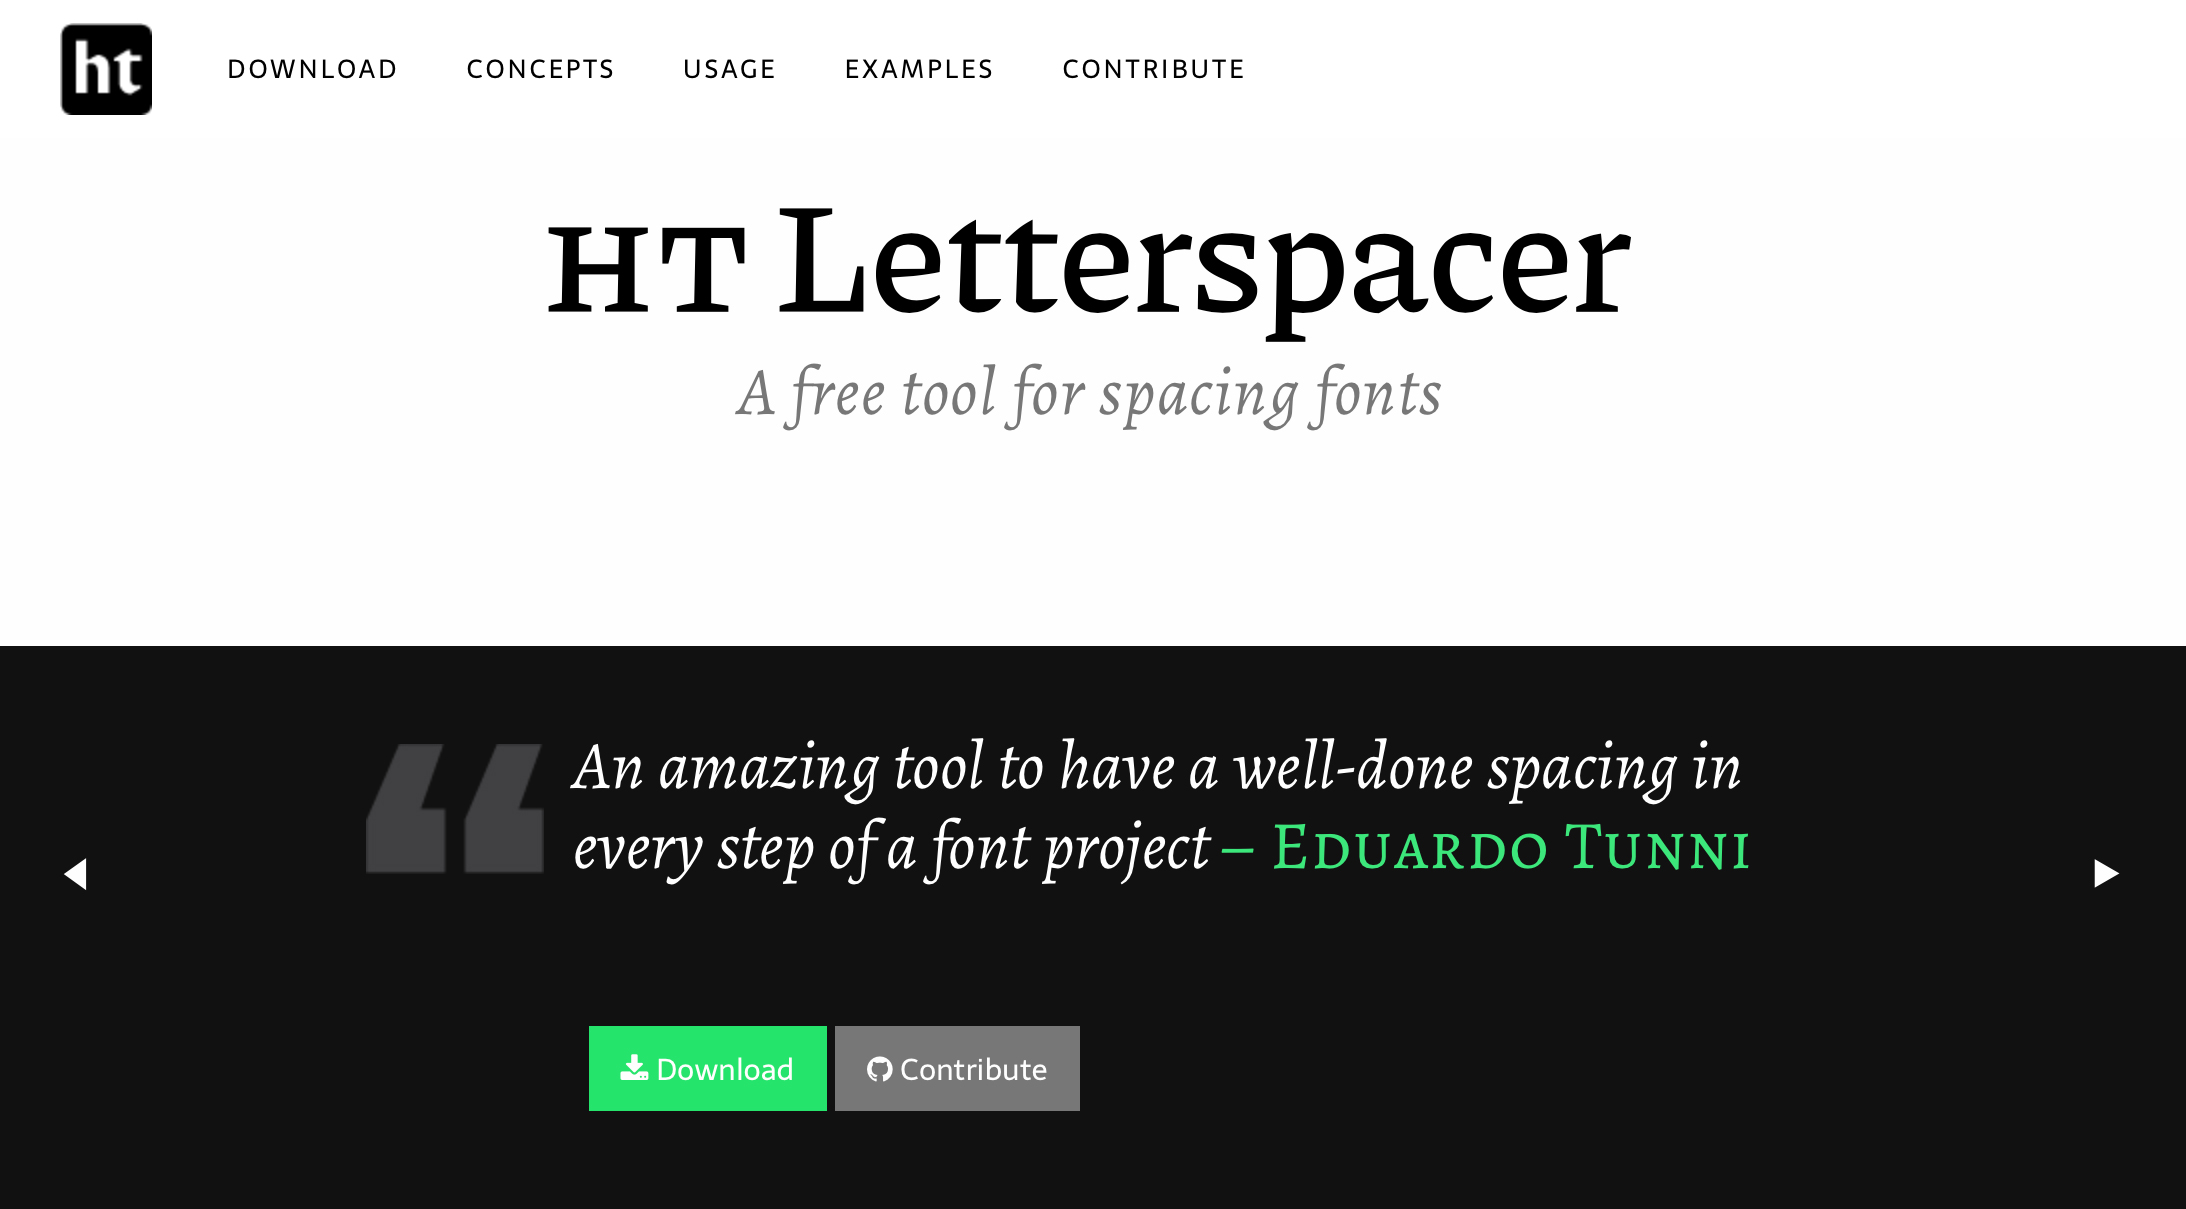 ht
DOWNLOAD CONCEPTS USAGE EXAMPLES CONTRIBUTE
HT Letterspacer
A free tool for spacing fonts
“An amazing tool to have a well-done spacing in
every step of a font project – Eduardo Tunni
Download Contribute